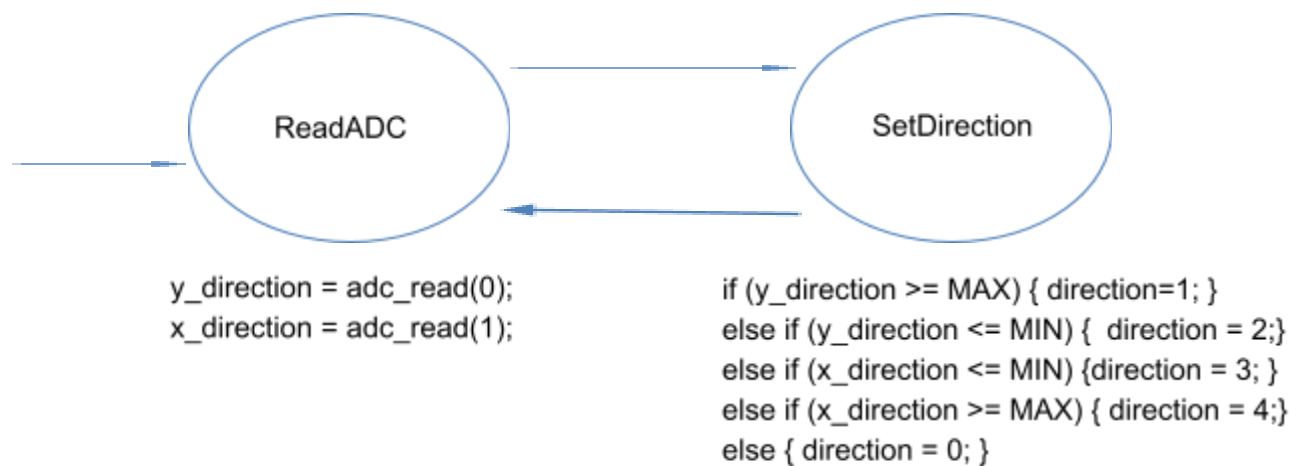 ReadADC
SetDirection
y_direction = adc_read(0);
x_direction = adc_read(1);
if (y_direction >= MAX) { direction=1; }
else if (y_direction <= MIN) {  direction = 2;}
else if (x_direction <= MIN) {direction = 3; }
else if (x_direction >= MAX) { direction = 4;}
else { direction = 0; }